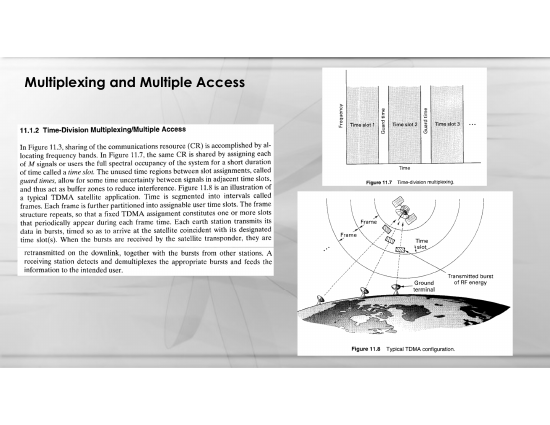 Multiplexing and Multiple Access
11.1.2 Time-Division Multiplexing/Multiple Access
In Figure 11.3, sharing of the communications resource (CR) is accomplished by al-
locating frequency bands. In Figure 11.7, the same CR is shared by assigning each
of M signals or users the full spectral occupancy of the system for a short duration
of time called a time slot. The unused time regions between slot assignments, called
guard times, allow for some time uncertainty between signals in adjacent time slots,
and thus act as buffer zones to reduce interference. Figure 11.8 is an illustration of
a typical TDMA satellite application. Time is segmented into intervals called
frames. Each frame is further partitioned into assignable user time slots. The frame
structure repeats, so that a fixed TDMA assignment constitutes one or more slots
that periodically appear during each frame time. Each earth station transmits its
data in bursts, timed so as to arrive at the satellite coincident with its designated
time slot(s). When the bursts are received by the satellite transponder, they are
retransmitted on the downlink, together with the bursts from other stations. A
receiving station detects and demultiplexes the appropriate bursts and feeds the
information to the intended user.
Frequency
Time slot 1
Guard time
Time slot 2
Guard time
Time slot 3
...
Time
Figure 11.7 Time-division multiplexing.
Frame
Frame
...
Time
slot
Transmitted burst
of RF energy
Ground
terminal
Figure 11.8 Typical TDMA configuration.